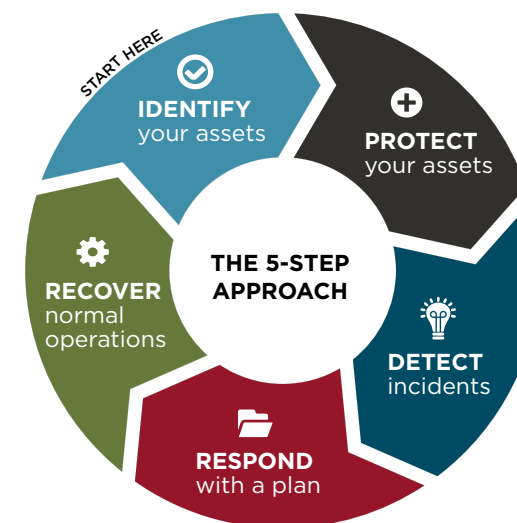 START HERE
IDENTIFY
your assets
PROTECT
your assets
DETECT
incidents
RESPOND
with a plan
RECOVER
normal
operations
THE 5-STEP
APPROACH